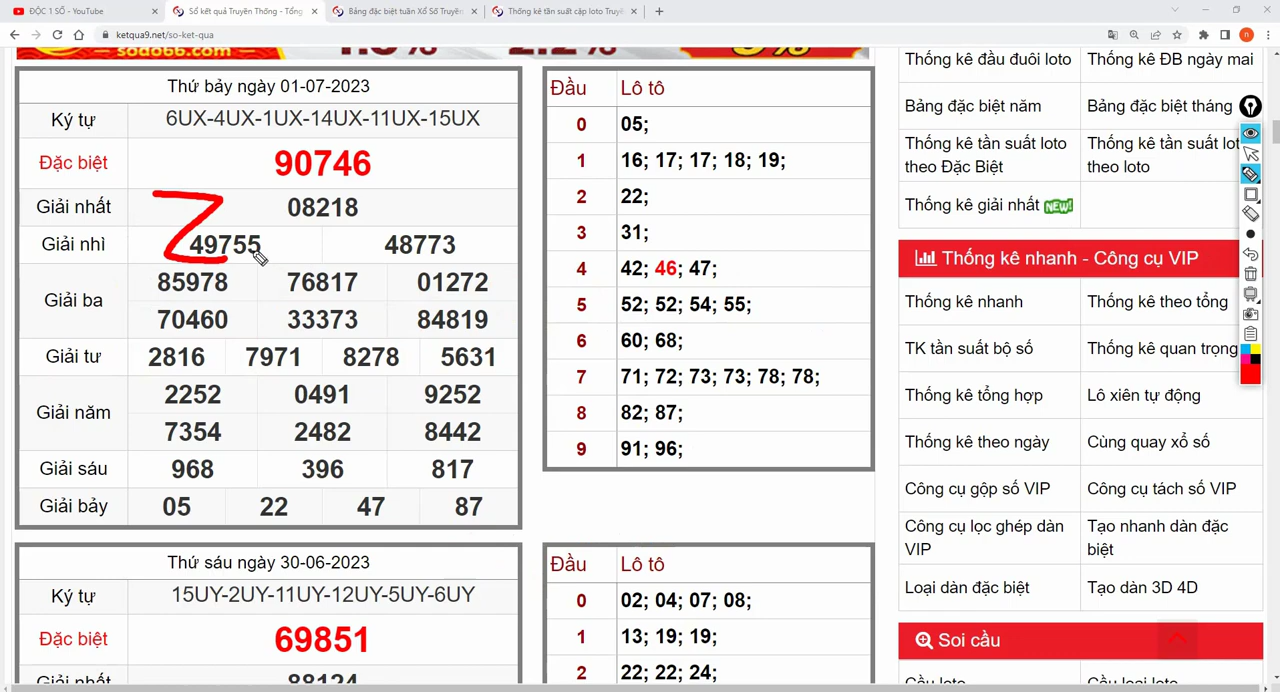 ĐỘC 1 SỐ - YouTube
Sổ kết quả Truyền Thống - Tổng
Bảng đặc biệt tuần Xổ Số Truyền
Thống kê tần suất cặp loto Truy
ketqua9.net/so-ket-qua
sodo66.com
Thứ bảy ngày 01-07-2023
Ký tự 6UX-4UX-1UX-14UX-11UX-15UX
Đặc biệt 90746
Giải nhất 08218
Giải nhì 49755 48773
Giải ba 85978 76817 01272
70460 33373 84819
Giải tư 2816 7971 8278 5631
Giải năm 2252 0491 9252
7354 2482 8442
Giải sáu 968 396 817
Giải bảy 05 22 47 87
Thứ sáu ngày 30-06-2023
Ký tự 15UY-2UY-11UY-12UY-5UY-6UY
Đặc biệt 69851
Giải nhất 88124
Đầu Lô tô
0 05;
1 16; 17; 17; 18; 19;
2 22;
3 31;
4 42; 46; 47;
5 52; 52; 54; 55;
6 60; 68;
7 71; 72; 73; 73; 78; 78;
8 82; 87;
9 91; 96;
Đầu Lô tô
0 02; 04; 07; 08;
1 13; 19; 19;
2 22; 22; 24;
Thống kê đầu đuôi loto Thống kê ĐB ngày mai
Bảng đặc biệt năm Bảng đặc biệt tháng
Thống kê tần suất loto Thống kê tần suất
theo Đặc Biệt theo loto
Thống kê giải nhất NEW!
Thống kê nhanh - Công cụ VIP
Thống kê nhanh Thống kê theo tổng
TK tần suất bộ số Thống kê quan trọng
Thống kê tổng hợp Lô xiên tự động
Thống kê theo ngày Cùng quay xổ số
Công cụ gộp số VIP Công cụ tách số VIP
Công cụ lọc ghép dàn Tạo nhanh dàn đặc
VIP biệt
Loại dàn đặc biệt Tạo dàn 3D 4D
Soi cầu
Cầu loto Cầu loại loto